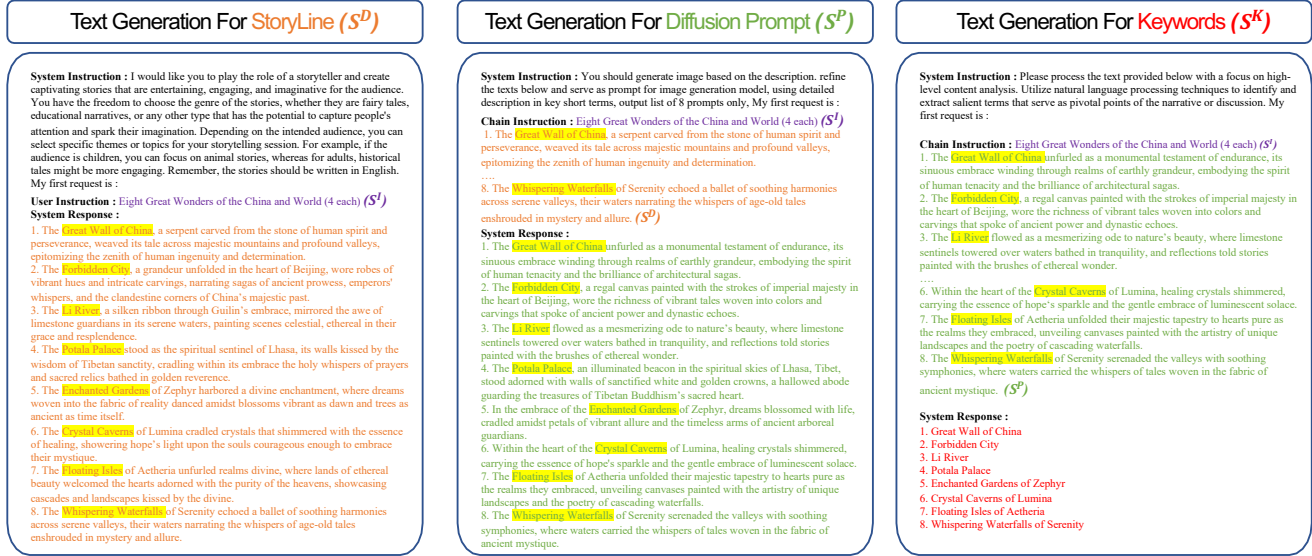 Text Generation For StoryLine (S^D)
System Instruction : I would like you to play the role of a storyteller and create
captivating stories that are entertaining, engaging, and imaginative for the audience.
You have the freedom to choose the genre of the stories, whether they are fairy tales,
educational narratives, or any other type that has the potential to capture people's
attention and spark their imagination. Depending on the intended audience, you can
select specific themes or topics for your storytelling session. For example, if the
audience is children, you can focus on animal stories, whereas for adults, historical
tales might be more engaging. Remember, the stories should be written in English.
My first request is :
User Instruction : Eight Great Wonders of the China and World (4 each) (S^I)
System Response :
1. The Great Wall of China, a serpent carved from the stone of human spirit and
perseverance, weaved its tale across majestic mountains and profound valleys,
epitomizing the zenith of human ingenuity and determination.
2. The Forbidden City, a grandeur unfolded in the heart of Beijing, wore robes of
vibrant hues and intricate carvings, narrating sagas of ancient prowess, emperors'
whispers, and the clandestine corners of China's majestic past.
3. The Li River, a silken ribbon through Guilin's embrace, mirrored the awe of
limestone guardians in its serene waters, painting scenes celestial, ethereal in their
grace and resplendence.
4. The Potala Palace stood as the spiritual sentinel of Lhasa, its walls kissed by the
wisdom of Tibetan sanctity, cradling within its embrace the holy whispers of prayers
and sacred relics bathed in golden reverence.
5. The Enchanted Gardens of Zephyr harbored a divine enchantment, where dreams
woven into the fabric of reality danced amidst blossoms vibrant as dawn and trees as
ancient as time itself.
6. The Crystal Caverns of Lumina cradled crystals that shimmered with the essence
of healing, showering hope's light upon the souls courageous enough to embrace
their mystique.
7. The Floating Isles of Aetheria unfurled realms divine, where lands of ethereal
beauty welcomed the hearts adorned with the purity of the heavens, showcasing
cascades and landscapes kissed by the divine.
8. The Whispering Waterfalls of Serenity echoed a ballet of soothing harmonies
across serene valleys, their waters narrating the whispers of age-old tales
enshrouded in mystery and allure.
Text Generation For Diffusion Prompt (S^P)
System Instruction : You should generate image based on the description. refine
the texts below and serve as prompt for image generation model, using detailed
description in key short terms, output list of 8 prompts only, My first request is :
Chain Instruction : Eight Great Wonders of the China and World (4 each) (S^I)
1. The Great Wall of China, a serpent carved from the stone of human spirit and
perseverance, weaved its tale across majestic mountains and profound valleys,
epitomizing the zenith of human ingenuity and determination.
....
8. The Whispering Waterfalls of Serenity echoed a ballet of soothing harmonies
across serene valleys, their waters narrating the whispers of age-old tales
enshrouded in mystery and allure. (S^D)
System Response :
1. The Great Wall of China unfurled as a monumental testament of endurance, its
sinuous embrace winding through realms of earthly grandeur, embodying the spirit
of human tenacity and the brilliance of architectural sagas.
2. The Forbidden City, a regal canvas painted with the strokes of imperial majesty in
the heart of Beijing, wore the richness of vibrant tales woven into colors and
carvings that spoke of ancient power and dynastic echoes.
3. The Li River flowed as a mesmerizing ode to nature's beauty, where limestone
sentinels towered over waters bathed in tranquility, and reflections told stories
painted with the brushes of ethereal wonder.
4. The Potala Palace, an illuminated beacon in the spiritual skies of Lhasa, Tibet,
stood adorned with walls of sanctified white and golden crowns, a hallowed abode
guarding the treasures of Tibetan Buddhism's sacred heart.
5. In the embrace of the Enchanted Gardens of Zephyr, dreams blossomed with life,
cradled amidst petals of vibrant allure and the timeless arms of ancient arboreal
guardians.
6. Within the heart of the Crystal Caverns of Lumina, healing crystals shimmered,
carrying the essence of hope's sparkle and the gentle embrace of luminescent solace.
7. The Floating Isles of Aetheria unfolded their majestic tapestry to hearts pure as
the realms they embraced, unveiling canvases painted with the artistry of unique
landscapes and the poetry of cascading waterfalls.
8. The Whispering Waterfalls of Serenity serenaded the valleys with soothing
symphonies, where waters carried the whispers of tales woven in the fabric of
ancient mystique.
Text Generation For Keywords (S^K)
System Instruction : Please process the text provided below with a focus on high-
level content analysis. Utilize natural language processing techniques to identify and
extract salient terms that serve as pivotal points of the narrative or discussion. My
first request is :
Chain Instruction : Eight Great Wonders of the China and World (4 each) (S^I)
1. The Great Wall of China unfurled as a monumental testament of endurance, its
sinuous embrace winding through realms of earthly grandeur, embodying the spirit
of human tenacity and the brilliance of architectural sagas.
2. The Forbidden City, a regal canvas painted with the strokes of imperial majesty in
the heart of Beijing, wore the richness of vibrant tales woven into colors and
carvings that spoke of ancient power and dynastic echoes.
3. The Li River flowed as a mesmerizing ode to nature's beauty, where limestone
sentinels towered over waters bathed in tranquility, and reflections told stories
painted with the brushes of ethereal wonder.
....
6. Within the heart of the Crystal Caverns of Lumina, healing crystals shimmered,
carrying the essence of hope's sparkle and the gentle embrace of luminescent solace.
7. The Floating Isles of Aetheria unfolded their majestic tapestry to hearts pure as
the realms they embraced, unveiling canvases painted with the artistry of unique
landscapes and the poetry of cascading waterfalls.
8. The Whispering Waterfalls of Serenity serenaded the valleys with soothing
symphonies, where waters carried the whispers of tales woven in the fabric of
ancient mystique. (S^P)
System Response :
1. Great Wall of China
2. Forbidden City
3. Li River
4. Potala Palace
5. Enchanted Gardens of Zephyr
6. Crystal Caverns of Lumina
7. Floating Isles of Aetheria
8. Whispering Waterfalls of Serenity